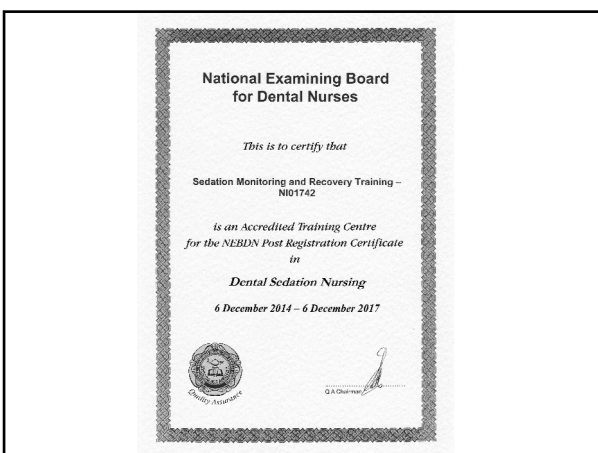 National Examining Board
for Dental Nurses
This is to certify that
Sedation Monitoring and Recovery Training –
NI01742
is an Accredited Training Centre
for the NEBDN Post Registration Certificate
in
Dental Sedation Nursing
6 December 2014 – 6 December 2017
Quality Assurance
Q A Chairman